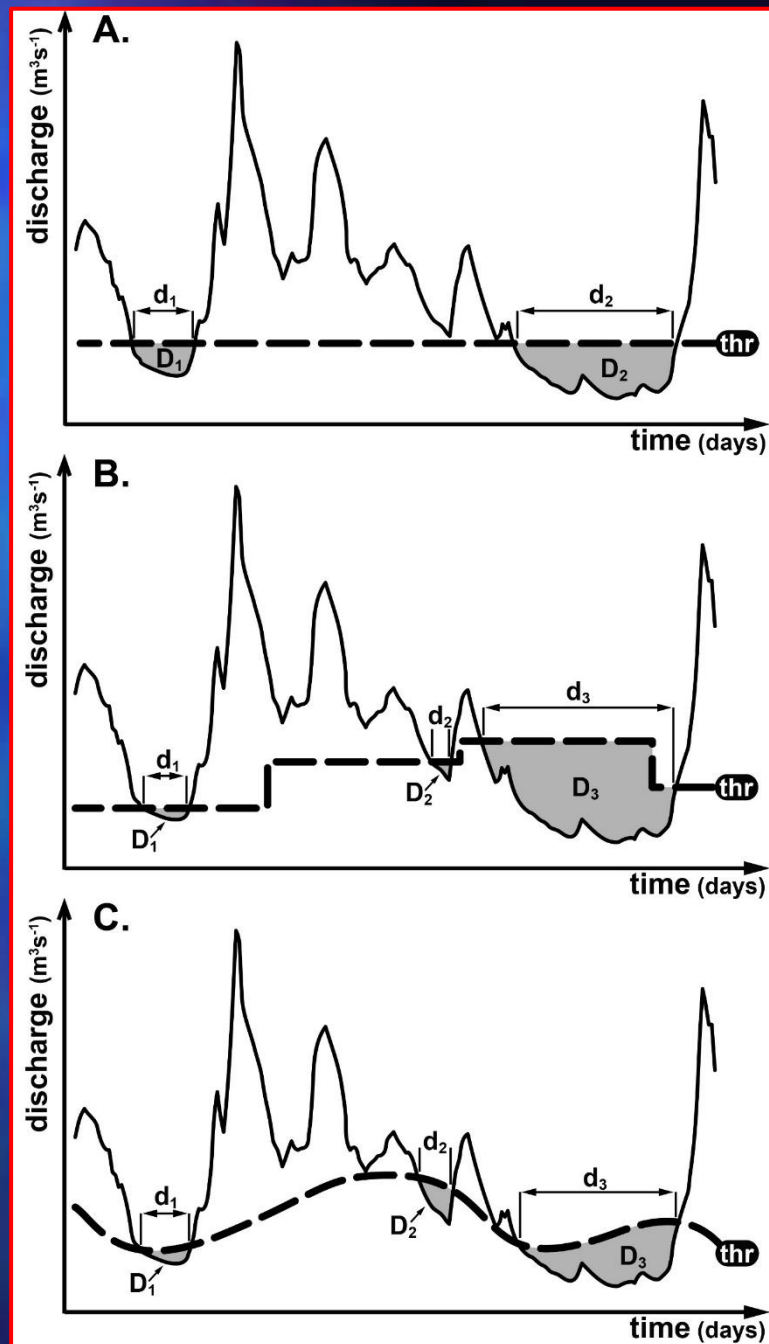 A.
discharge (m³s⁻¹)
d₁
d₂
D₁
D₂
thr
time (days)
B.
discharge (m³s⁻¹)
d₁
d₂
d₃
D₁
D₂
D₃
thr
time (days)
C.
discharge (m³s⁻¹)
d₁
d₂
d₃
D₁
D₂
D₃
thr
time (days)